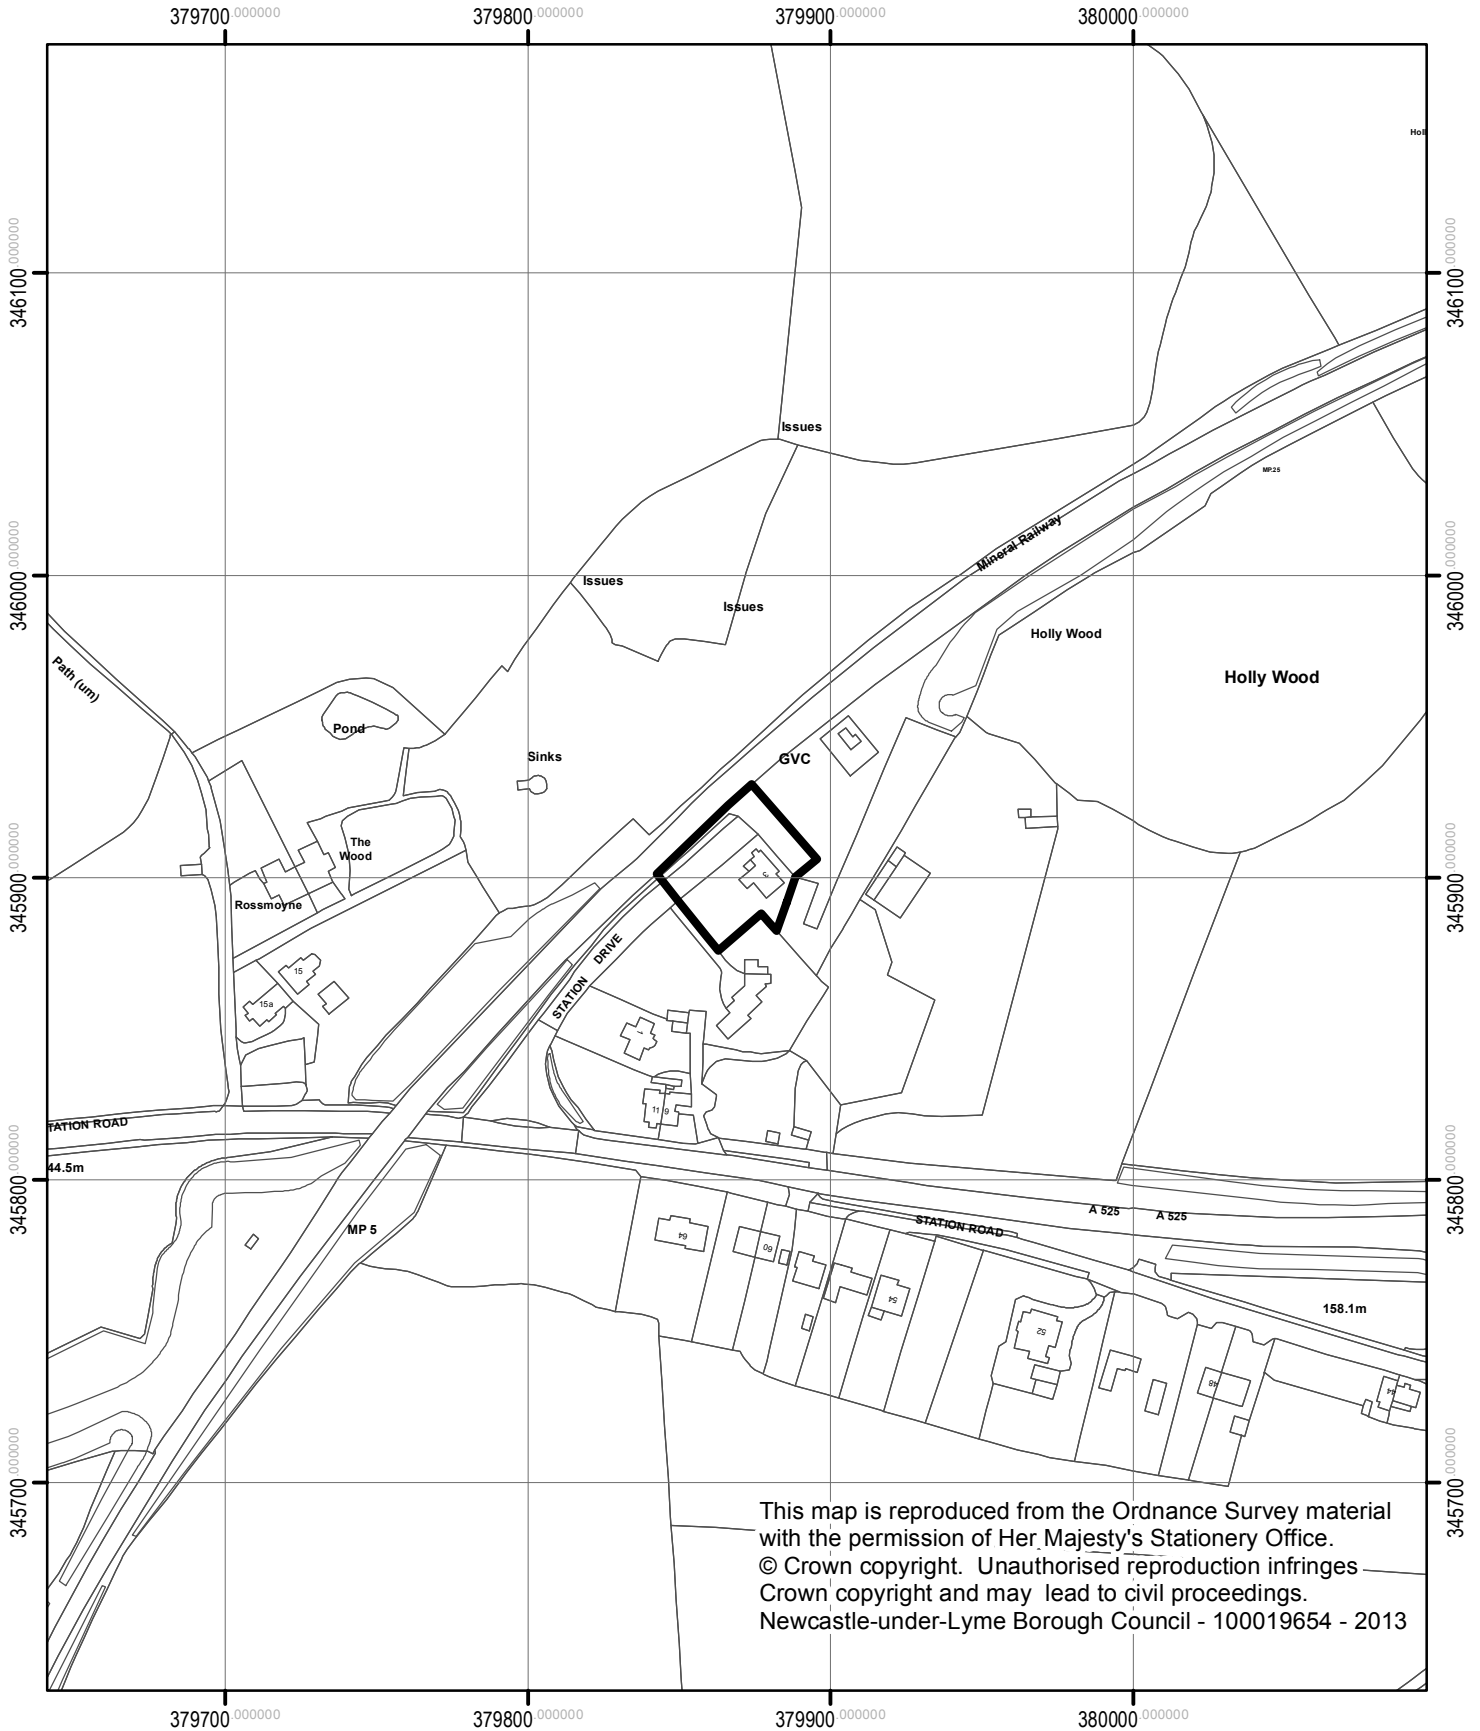 379700.000000 379800.000000 379900.000000 380000.000000
346100.000000
346100.000000
346000.000000
346000.000000
345900.000000
345900.000000
345800.000000
345800.000000
345700.000000
345700.000000
Holl
Issues
MP.25
Mineral Railway
Issues
Issues
Holly Wood
Holly Wood
Path (um)
Pond
Sinks
GVC
The
Wood
3
Rossmoyne
STATION DRIVE
15
15a
1
11 9
TATION ROAD
44.5m
A 525
A 525
STATION ROAD
MP 5
64
60
54
52
158.1m
48
44
This map is reproduced from the Ordnance Survey material
with the permission of Her Majesty's Stationery Office.
© Crown copyright. Unauthorised reproduction infringes
Crown copyright and may lead to civil proceedings.
Newcastle-under-Lyme Borough Council - 100019654 - 2013
379700.000000 379800.000000 379900.000000 380000.000000